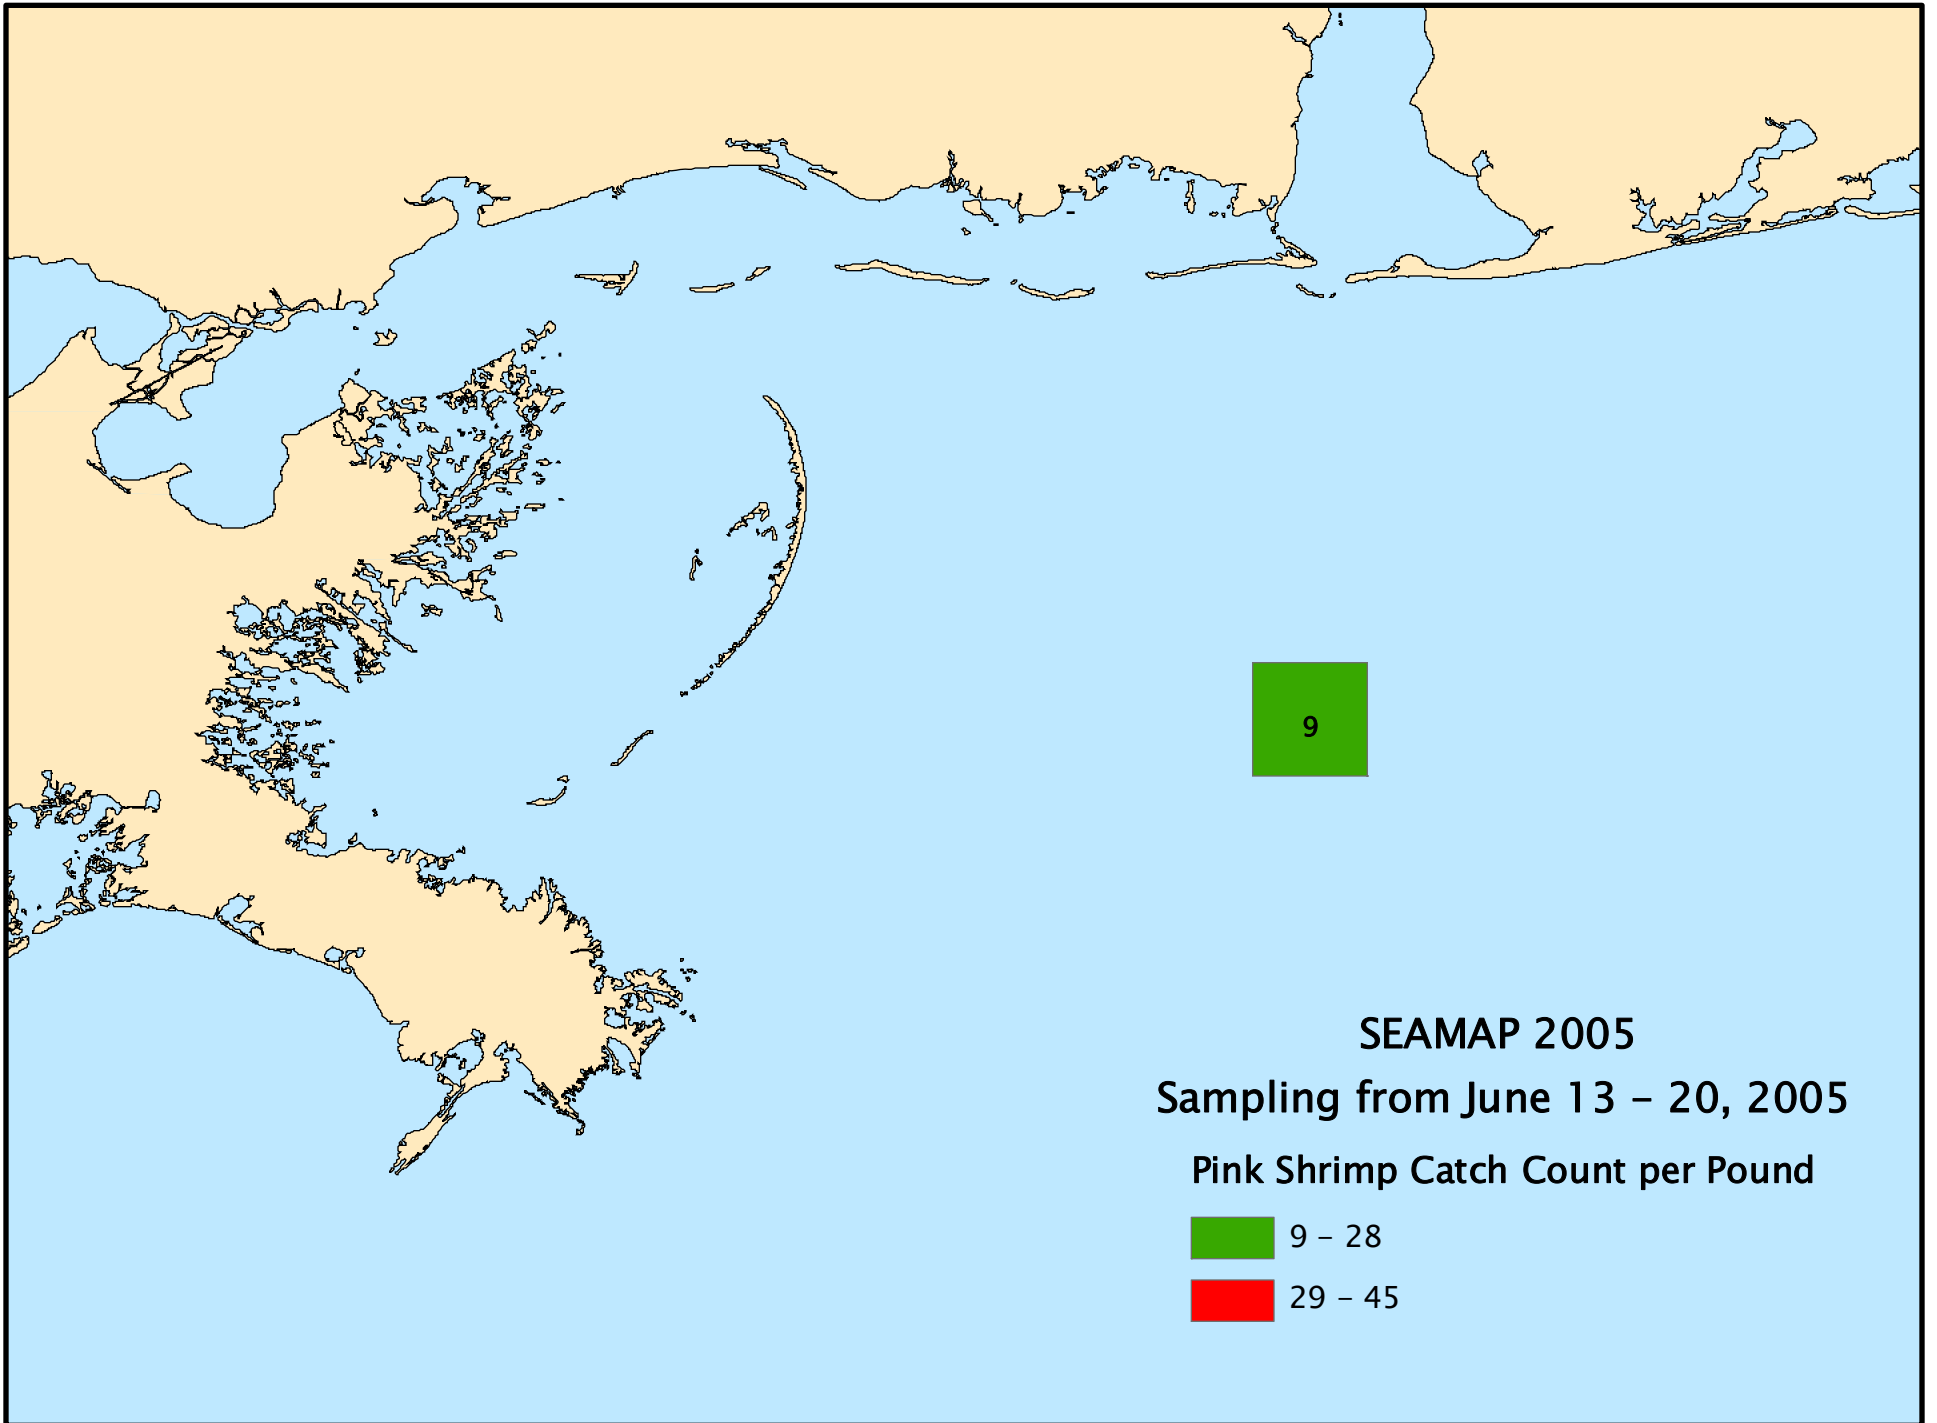 9
SEAMAP 2005
Sampling from June 13 – 20, 2005
Pink Shrimp Catch Count per Pound
9 – 28
29 – 45